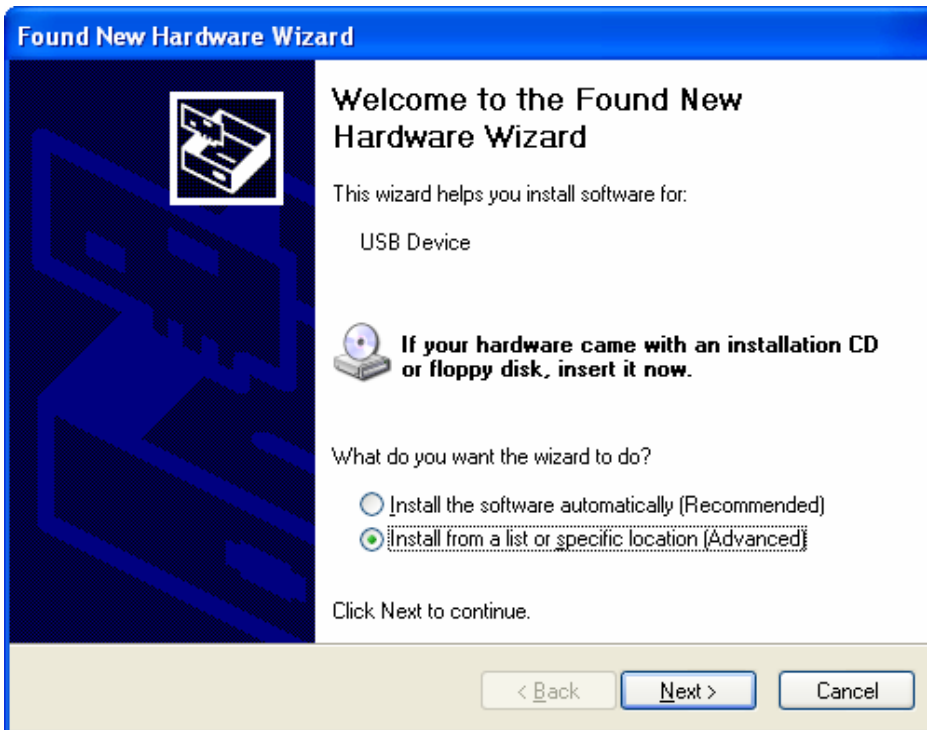 Found New Hardware Wizard
Welcome to the Found New
Hardware Wizard
This wizard helps you install software for:
USB Device
If your hardware came with an installation CD
or floppy disk, insert it now.
What do you want the wizard to do?
Install the software automatically (Recommended)
Install from a list or specific location (Advanced)
Click Next to continue.
< Back
Next >
Cancel